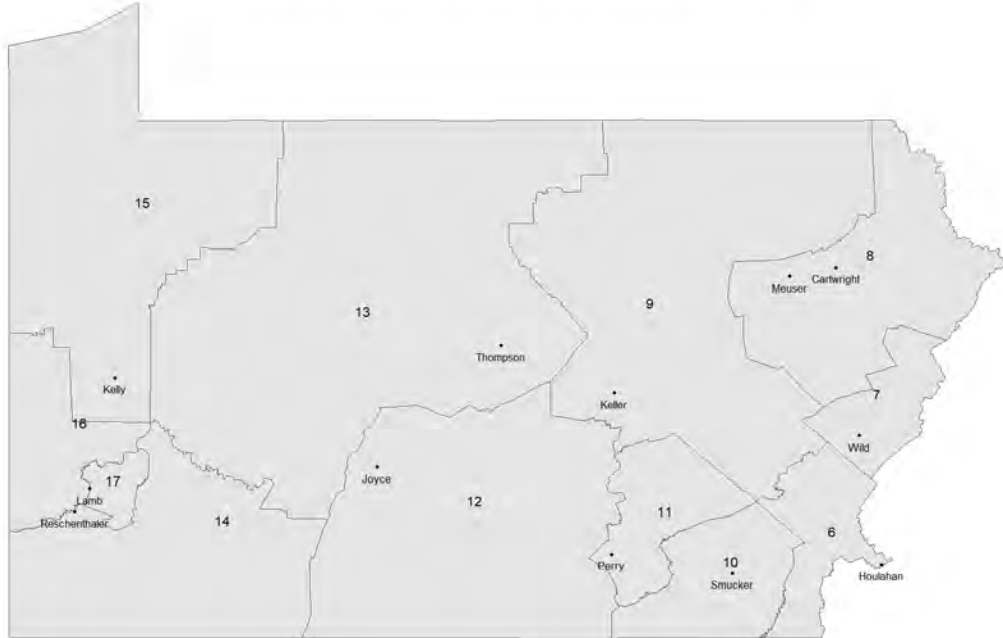 15
8
Cartwright
Meuser
9
13
Thompson
Kelly
Keller
7
16
Wild
Joyce
17
Lamb
12
11
Reschenthaler
14
6
Perry
10
Houlahan
Smucker